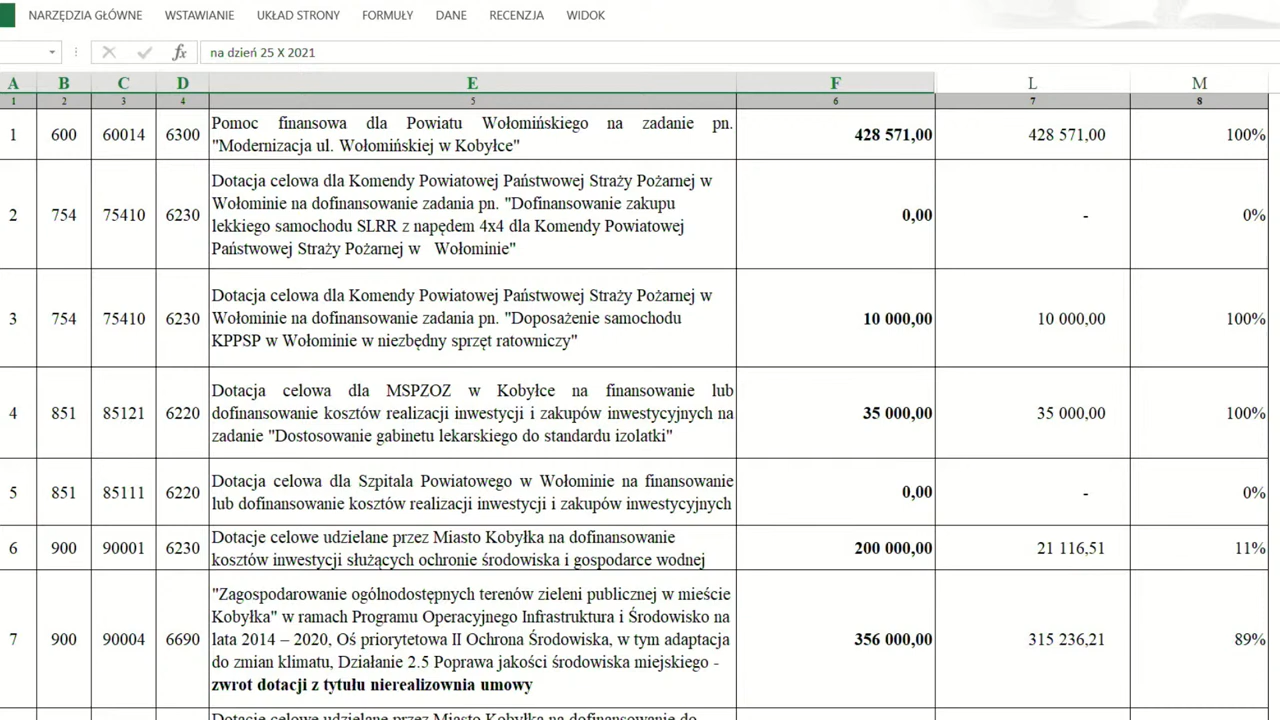 NARZĘDZIA GŁÓWNE WSTAWIANIE UKŁAD STRONY FORMUŁY DANE RECENZJA WIDOK
fx na dzień 25 X 2021
A B C D E F L M
1 2 3 4 5 6 7 8
1 600 60014 6300 Pomoc finansowa dla Powiatu Wołomińskiego na zadanie pn. 428 571,00 428 571,00 100%
"Modernizacja ul. Wołomińskiej w Kobyłce"
Dotacja celowa dla Komendy Powiatowej Państwowej Straży Pożarnej w
Wołominie na dofinansowanie zadania pn. "Dofinansowanie zakupu
2 754 75410 6230 lekkiego samochodu SLRR z napędem 4x4 dla Komendy Powiatowej 0,00 - 0%
Państwowej Straży Pożarnej w Wołominie"
Dotacja celowa dla Komendy Powiatowej Państwowej Straży Pożarnej w
3 754 75410 6230 Wołominie na dofinansowanie zadania pn. "Doposażenie samochodu 10 000,00 10 000,00 100%
KPPSP w Wołominie w niezbędny sprzęt ratowniczy"
Dotacja celowa dla MSPZOZ w Kobyłce na finansowanie lub
4 851 85121 6220 dofinansowanie kosztów realizacji inwestycji i zakupów inwestycyjnych na 35 000,00 35 000,00 100%
zadanie "Dostosowanie gabinetu lekarskiego do standardu izolatki"
5 851 85111 6220 Dotacja celowa dla Szpitala Powiatowego w Wołominie na finansowanie 0,00 - 0%
lub dofinansowanie kosztów realizacji inwestycji i zakupów inwestycyjnych
6 900 90001 6230 Dotacje celowe udzielane przez Miasto Kobyłka na dofinansowanie 200 000,00 21 116,51 11%
kosztów inwestycji służących ochronie środowiska i gospodarce wodnej
"Zagospodarowanie ogólnodostępnych terenów zieleni publicznej w mieście
Kobyłka" w ramach Programu Operacyjnego Infrastruktura i Środowisko na
7 900 90004 6690 lata 2014 – 2020, Oś priorytetowa II Ochrona Środowiska, w tym adaptacja 356 000,00 315 236,21 89%
do zmian klimatu, Działanie 2.5 Poprawa jakości środowiska miejskiego -
zwrot dotacji z tytułu nierealizownia umowy
Dotacje celowe udzielane przez Miasto Kobyłka na dofinansowanie do